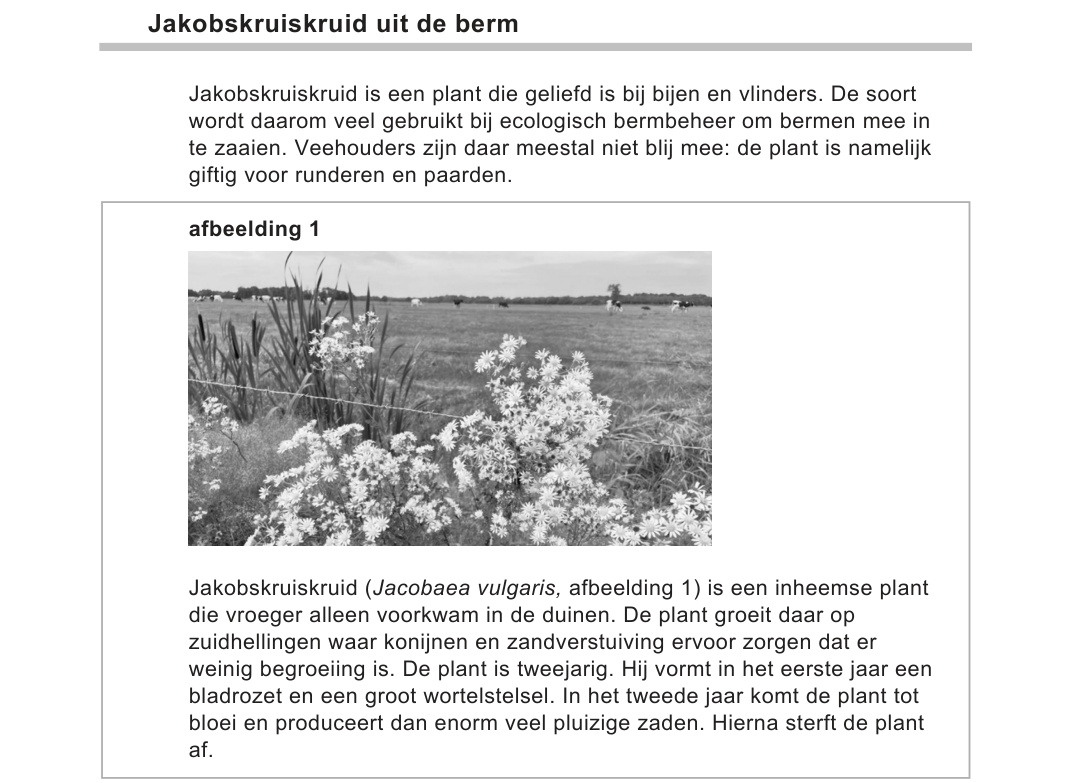 Jakobskruiskruid uit de berm
Jakobskruiskruid is een plant die geliefd is bij bijen en vlinders. De soort
wordt daarom veel gebruikt bij ecologisch bermbeheer om bermen mee in
te zaaien. Veehouders zijn daar meestal niet blij mee: de plant is namelijk
giftig voor runderen en paarden.
afbeelding 1
Jakobskruiskruid (Jacobaea vulgaris, afbeelding 1) is een inheemse plant
die vroeger alleen voorkwam in de duinen. De plant groeit daar op
zuidhellingen waar konijnen en zandverstuiving ervoor zorgen dat er
weinig begroeiing is. De plant is tweejarig. Hij vormt in het eerste jaar een
bladrozet en een groot wortelstelsel. In het tweede jaar komt de plant tot
bloei en produceert dan enorm veel pluizige zaden. Hierna sterft de plant
af.